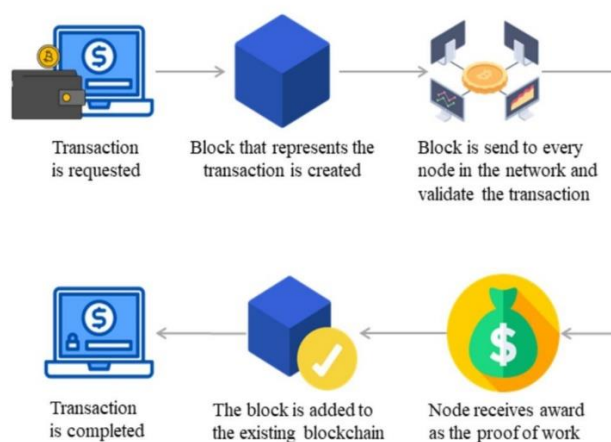 Transaction
is requested
Block that represents the
transaction is created
Block is send to every
node in the network and
validate the transaction
Transaction
is completed
The block is added to
the existing blockchain
Node receives award
as the proof of work